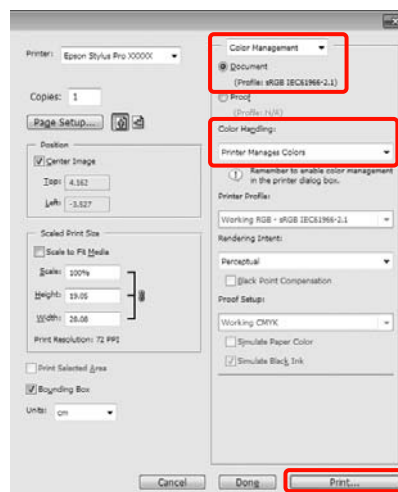 Printer:
Epson Stylus Pro XXXXX
Copies:
1
Page Setup...
Position
Center Image
Top:
4.162
Left:
-3.527
Scaled Print Size
Scale to Fit Media
Scale:
100%
Height:
19.05
Width:
28.08
Print Resolution: 72 PPI
Print Selected Area
Bounding Box
Units:
cm
Color Management
Document
(Profile: sRGB IEC61966-2.1)
Proof
(Profile: N/A)
Color Handling:
Printer Manages Colors
Remember to enable color management
in the printer dialog box.
Printer Profile:
Working RGB - sRGB IEC61966-2.1
Rendering Intent:
Perceptual
Black Point Compensation
Proof Setup:
Working CMYK
Simulate Paper Color
Simulate Black Ink
Cancel
Done
Print...